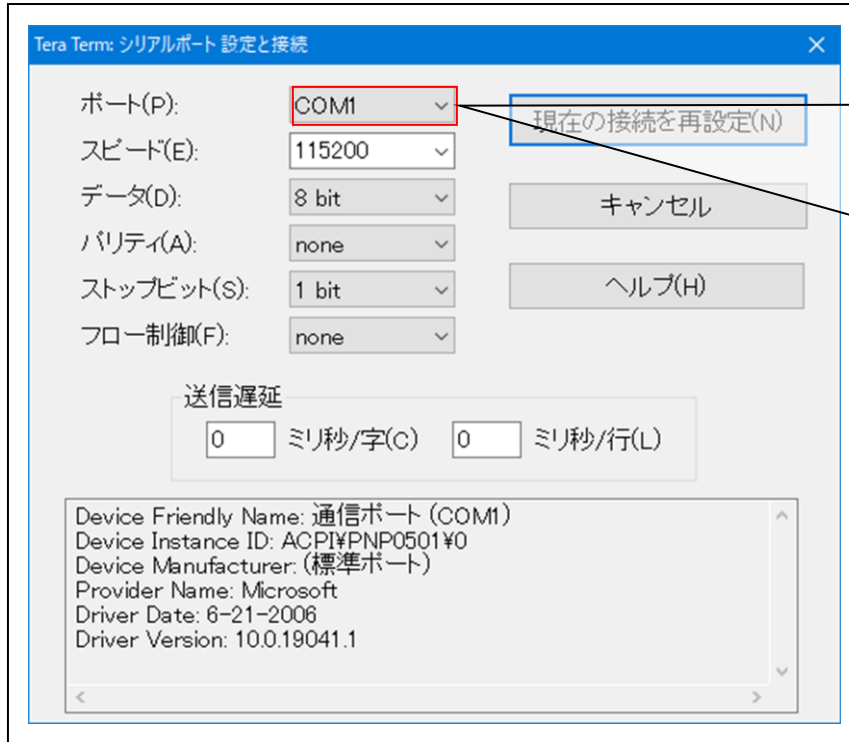 Tera Term: シリアルポート 設定と接続
ポート(P): COM1
現在の接続を再設定(N)
スピード(E): 115200
データ(D): 8 bit
キャンセル
パリティ(A): none
ストップビット(S): 1 bit
ヘルプ(H)
フロー制御(F): none
送信遅延
0 ミリ秒/字(C) 0 ミリ秒/行(L)
Device Friendly Name: 通信ポート (COM1)
Device Instance ID: ACPI¥PNP0501¥0
Device Manufacturer: (標準ポート)
Provider Name: Microsoft
Driver Date: 6-21-2006
Driver Version: 10.0.19041.1